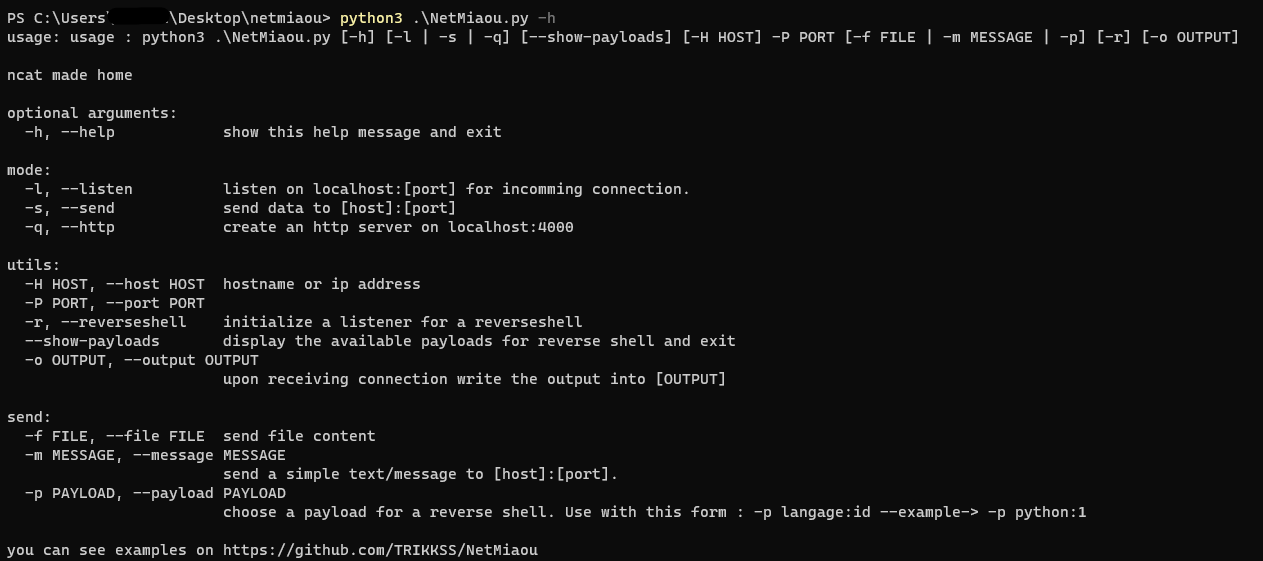 PS C:\Users\ \Desktop\netmiaou> python3 .\NetMiaou.py -h
usage: usage : python3 .\NetMiaou.py [-h] [-l | -s | -q] [--show-payloads] [-H HOST] -P PORT [-f FILE | -m MESSAGE | -p] [-r] [-o OUTPUT]
ncat made home
optional arguments:
-h, --help show this help message and exit
mode:
-l, --listen listen on localhost:[port] for incomming connection.
-s, --send send data to [host]:[port]
-q, --http create an http server on localhost:4000
utils:
-H HOST, --host HOST hostname or ip address
-P PORT, --port PORT
-r, --reverseshell initialize a listener for a reverseshell
--show-payloads display the available payloads for reverse shell and exit
-o OUTPUT, --output OUTPUT
upon receiving connection write the output into [OUTPUT]
send:
-f FILE, --file FILE send file content
-m MESSAGE, --message MESSAGE
send a simple text/message to [host]:[port].
-p PAYLOAD, --payload PAYLOAD
choose a payload for a reverse shell. Use with this form : -p langage:id --example-> -p python:1
you can see examples on https://github.com/TRIKKSS/NetMiaou